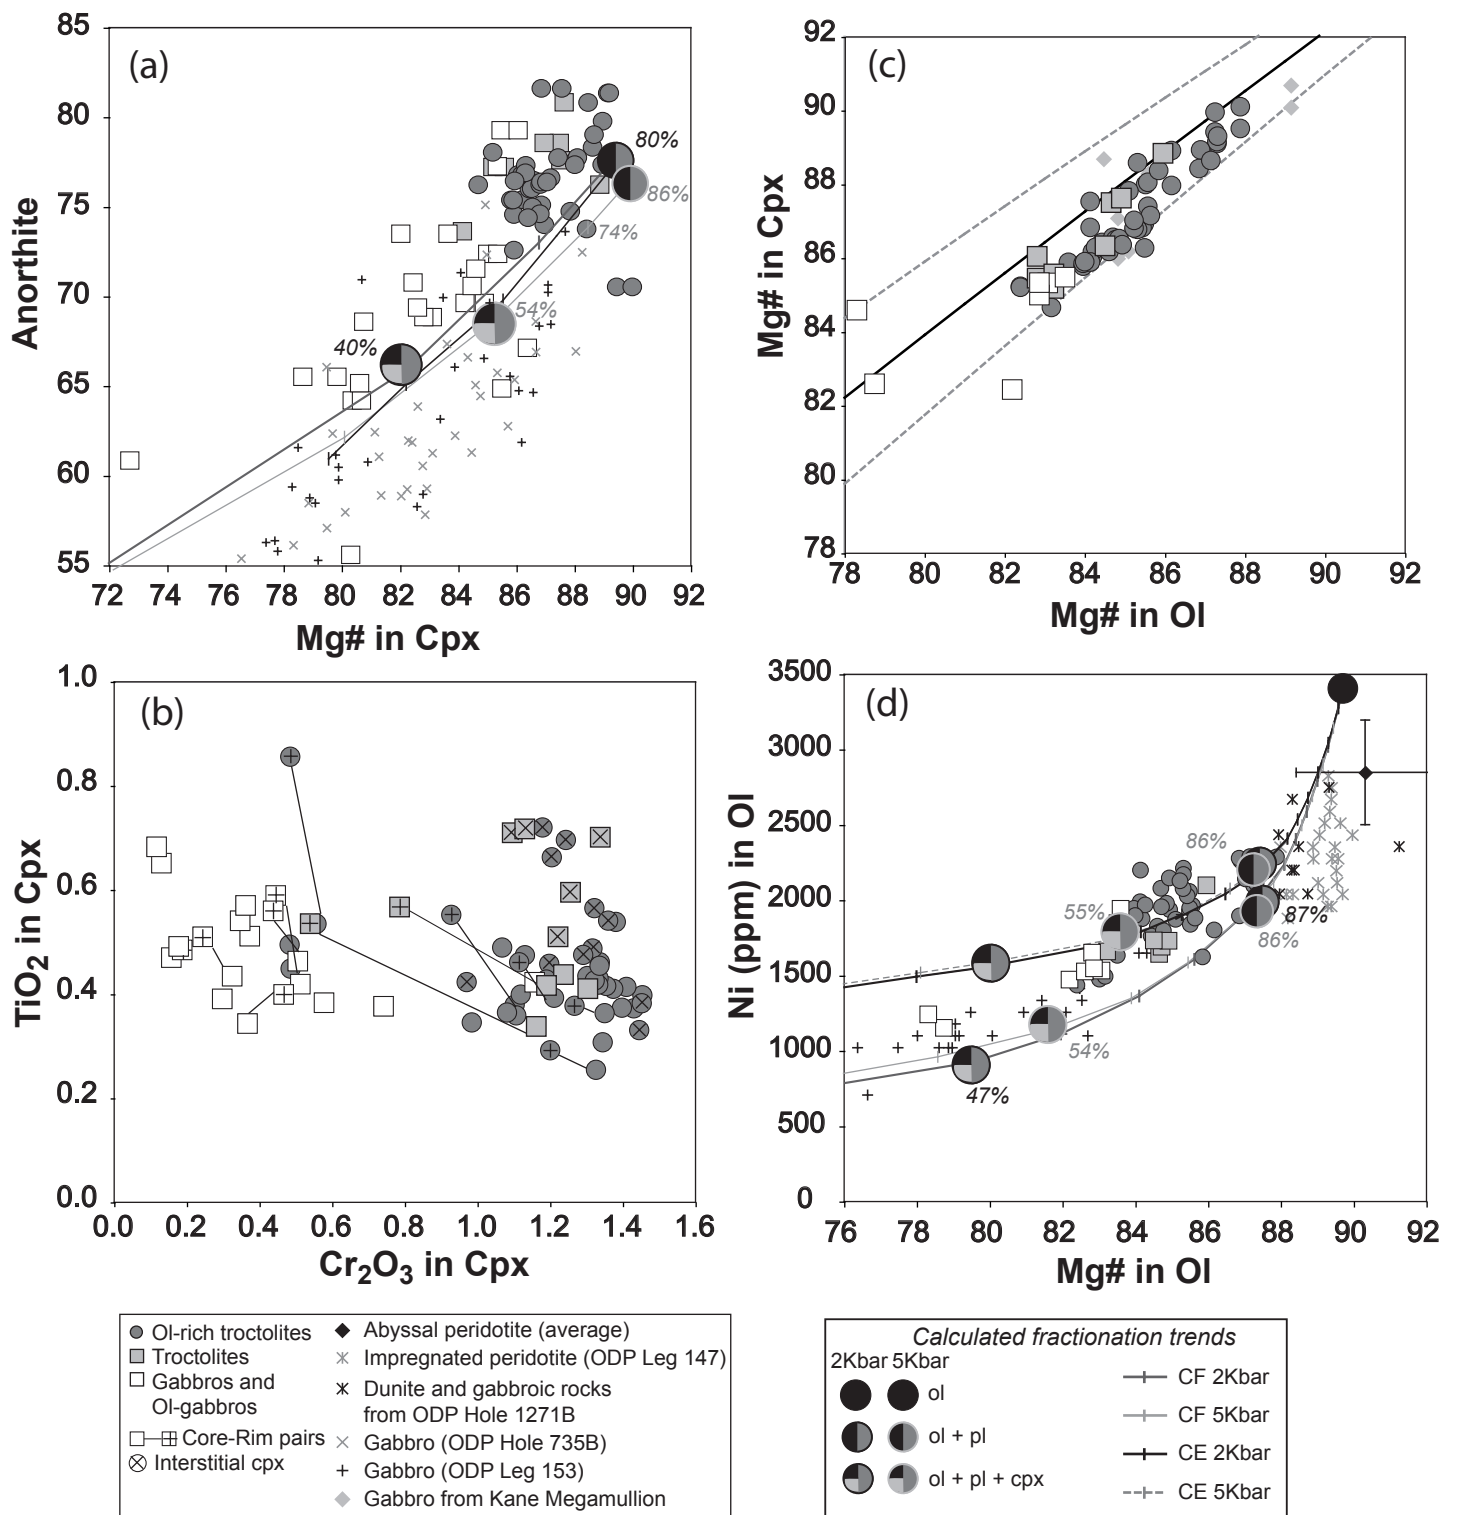 (a)
85
80
75
70
65
60
55
Anorthite
80%
86%
74%
54%
40%
72 74 76 78 80 82 84 86 88 90 92
Mg# in Cpx
(c)
92
90
88
86
84
82
80
78
Mg# in Cpx
78 80 82 84 86 88 90 92
Mg# in Ol
(b)
1.0
0.8
0.6
0.4
0.2
0.0
TiO2 in Cpx
0.0 0.2 0.4 0.6 0.8 1.0 1.2 1.4 1.6
Cr2O3 in Cpx
(d)
3500
3000
2500
2000
1500
1000
500
0
Ni (ppm) in Ol
86%
55%
87%
86%
54%
47%
76 78 80 82 84 86 88 90 92
Mg# in Ol
Ol-rich troctolites
Troctolites
Gabbros and
Ol-gabbros
Core-Rim pairs
Interstitial cpx
Abyssal peridotite (average)
Impregnated peridotite (ODP Leg 147)
Dunite and gabbroic rocks
from ODP Hole 1271B
Gabbro (ODP Hole 735B)
Gabbro (ODP Leg 153)
Gabbro from Kane Megamullion
Calculated fractionation trends
2Kbar 5Kbar
ol
ol + pl
ol + pl + cpx
CF 2Kbar
CF 5Kbar
CE 2Kbar
CE 5Kbar